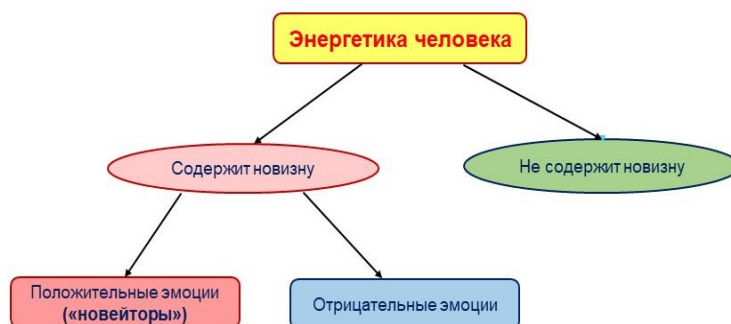 Энергетика человека
Содержит новизну
Не содержит новизну
Положительные эмоции
(«новейторы»)
Отрицательные эмоции